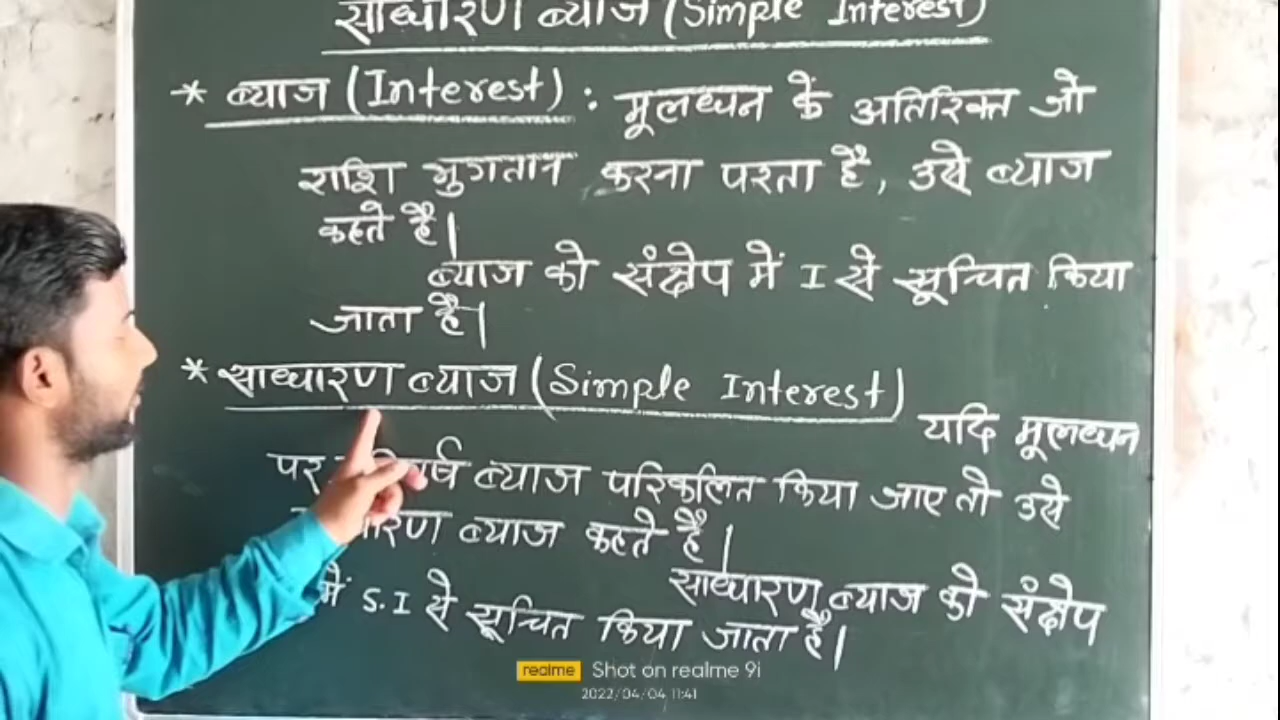 साधारण ब्याज (Simple Interest)
* ब्याज (Interest) : मूलधन के अतिरिक्त जो
राशि भुगतान करना परता है, उसे ब्याज
कहते है।
ब्याज को संक्षेप में I से सूचित किया
जाता है।
* साधारण ब्याज (Simple Interest)
यदि मूलधन
पर ब्याज परिकलित किया जाए तो उसे
ब्याज कहते है।
साधारण ब्याज को संक्षेप
में S.I से सूचित किया जाता है।
realme Shot on realme 9i
2022/04/04 11:41